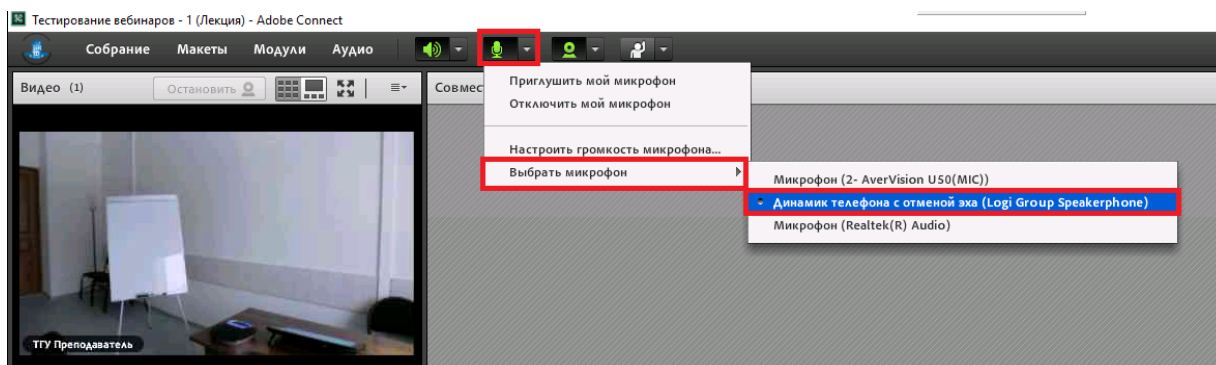 Тестирование вебинаров - 1 (Лекция) - Adobe Connect
Собрание Макеты Модули Аудио
Видео (1) Остановить Совмес
Приглушить мой микрофон
Отключить мой микрофон
Настроить громкость микрофона...
Выбрать микрофон
Микрофон (2- AverVision U50(MIC))
Динамик телефона с отменой эха (Logi Group Speakerphone)
Микрофон (Realtek(R) Audio)
ТГУ Преподаватель